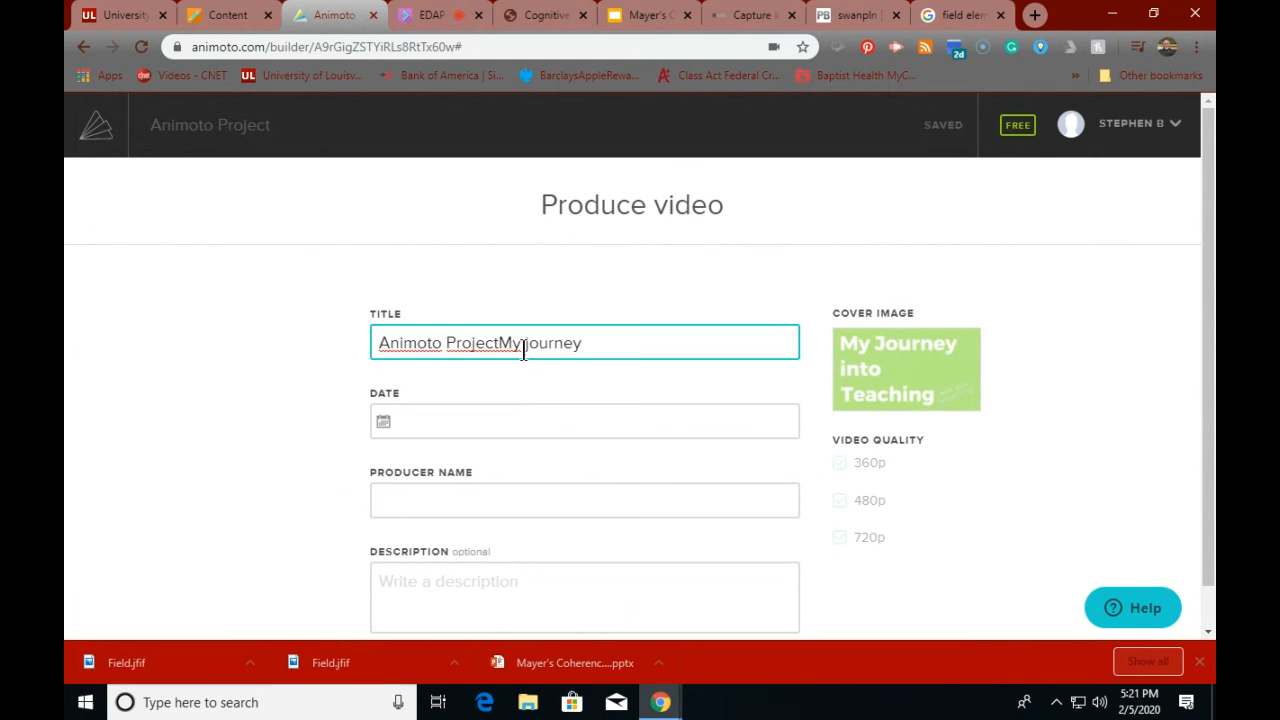 University
Content
Animoto
EDAP
Cognitive
Mayer's C
Capture
swanpln |
field elem
animoto.com/builder/A9rGigZSTYiRLs8RtTx60w#
2d
Apps
Videos - CNET
University of Louisv...
Bank of America | Si...
BarclaysAppleRewa...
Class Act Federal Cr...
Baptist Health MyC...
»
Other bookmarks
Animoto Project
SAVED
FREE
STEPHEN B
Produce video
TITLE
Animoto ProjectMy journey
DATE
PRODUCER NAME
DESCRIPTION optional
Write a description
COVER IMAGE
My Journey
into
Teaching
VIDEO QUALITY
360p
480p
720p
Help
Field.jfif
Field.jfif
Mayer's Coherenc....pptx
Show all
Type here to search
5:21 PM
2/5/2020